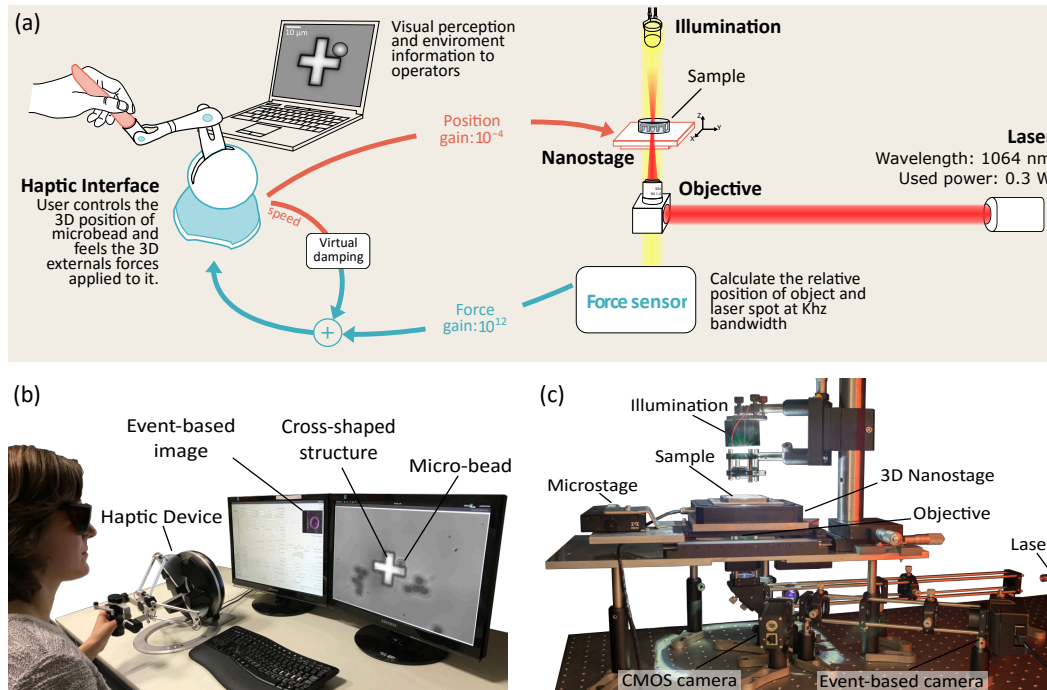 (a)
10 µm
Visual perception
and enviroment
information to
operators
Illumination
Sample
Z
X
Y
Position
gain:10⁻⁴
Nanostage
Laser
Wavelength: 1064 nm
Used power: 0.3 W
Objective
Haptic Interface
User controls the
3D position of
microbead and
feels the 3D
externals forces
applied to it.
speed
Virtual
damping
+
Force
gain:10¹²
Force sensor
Calculate the relative
position of object and
laser spot at Khz
bandwidth
(b)
Event-based
image
Cross-shaped
structure
Micro-bead
Haptic Device
(c)
Illumination
Sample
Microstage
3D Nanostage
Objective
Laser
CMOS camera
Event-based camera